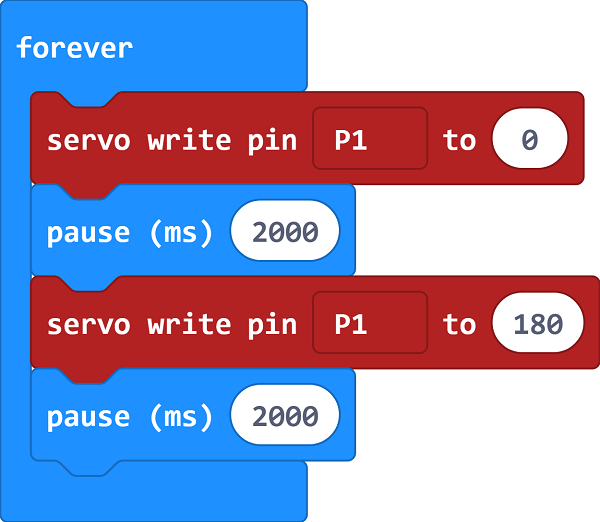 forever
servo write pin P1 to 0
pause (ms) 2000
servo write pin P1 to 180
pause (ms) 2000